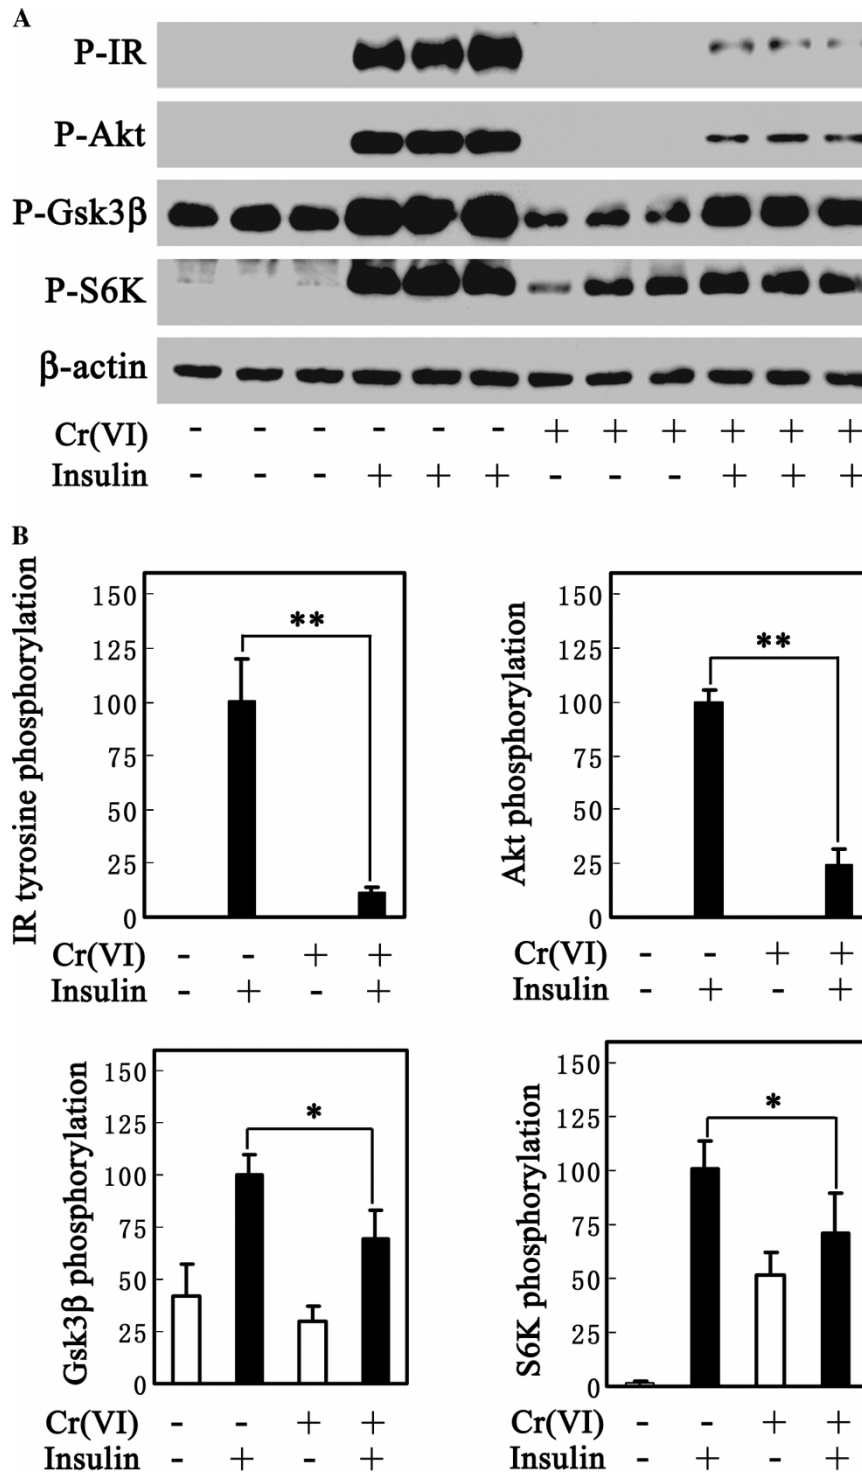 A
P-IR
P-Akt
P-Gsk3β
P-S6K
β-actin
Cr(VI) - - - - - - + + + + + +
Insulin - - - + + + - - - + + +
B
IR tyrosine phosphorylation
150
125
100
75
50
25
0
**
Cr(VI) - - + +
Insulin - + - +
Akt phosphorylation
150
125
100
75
50
25
0
**
Cr(VI) - - + +
Insulin - + - +
Gsk3β phosphorylation
150
125
100
75
50
25
0
*
Cr(VI) - - + +
Insulin - + - +
S6K phosphorylation
150
125
100
75
50
25
0
*
Cr(VI) - - + +
Insulin - + - +